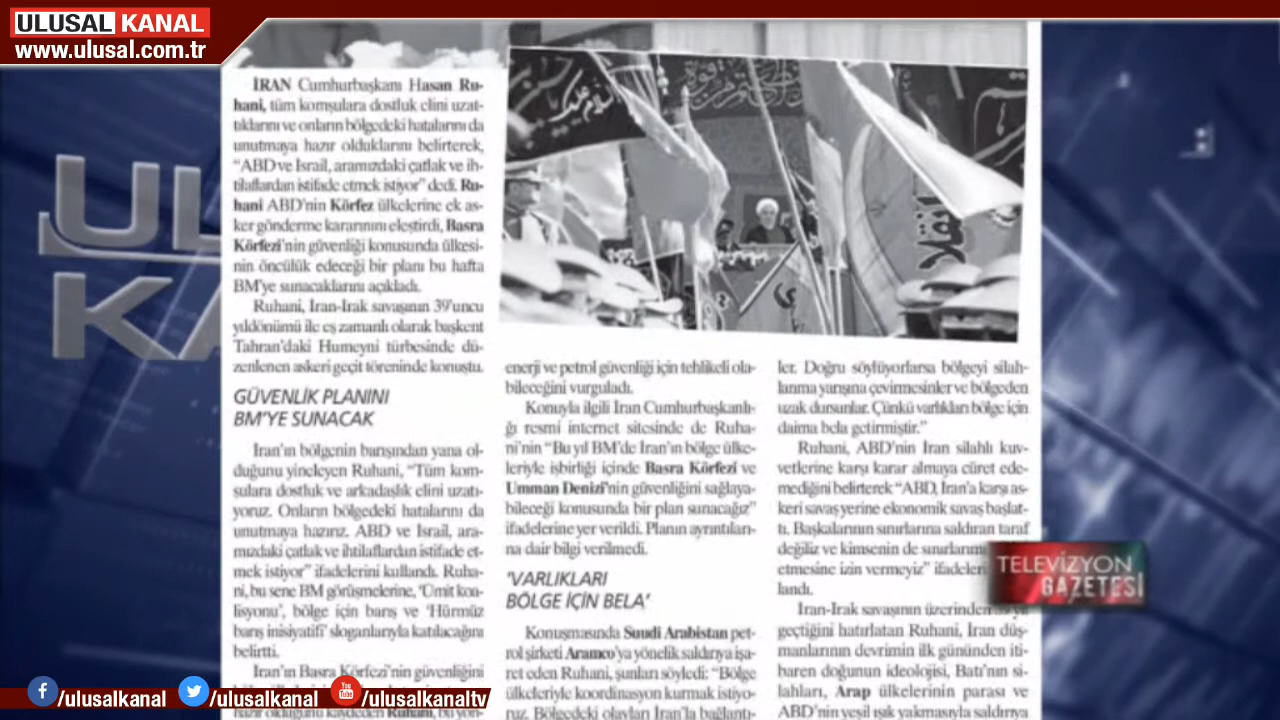 ULUSAL KANAL
www.ulusal.com.tr
İRAN Cumhurbaşkanı Hasan Ru-
hani, tüm komşulara dostluk elini uzat-
tıklarını ve onların bölgedeki hatalarını da
unutmaya hazır olduklarını belirterek,
“ABD ve İsrail, aramızdaki çatlak ve ih-
tilaflardan istifade etmek istiyor” dedi. Ru-
hani ABD'nin Körfez ülkelerine ek as-
ker gönderme kararınını eleştirdi, Basra
Körfezi'nin güvenliği konusunda ülkesi-
nin öncülük edeceği bir planı bu hafta
BM'ye sunacaklarını açıkladı.
Ruhani, İran-Irak savaşının 39'uncu
yıldönümü ile eş zamanlı olarak başkent
Tahran'daki Humeyni türbesinde dü-
zenlenen askeri geçit töreninde konuştu.
GÜVENLİK PLANINI
BM'YE SUNACAK
İran'ın bölgenin barışından yana ol-
duğunu yineleyen Ruhani, “Tüm kom-
şulara dostluk ve arkadaşlık elini uzatı-
yoruz. Onların bölgedeki hatalarını da
unutmaya hazırız. ABD ve İsrail, ara-
mızdaki çatlak ve ihtilaflardan istifade et-
mek istiyor” ifadelerini kullandı. Ruha-
ni, bu sene BM görüşmelerine, ‘Ümit koa-
lisyonu’, bölge için barış ve ‘Hürmüz
barış inisiyatifi’ sloganlarıyla katılacağını
belirtti.
İran'ın Basra Körfezi'nin güvenliğini
hazır olduğunu kaydeden Ruhani, bu yön-
enerji ve petrol güvenliği için tehlikeli ola-
bileceğini vurguladı.
Konuyla ilgili İran Cumhurbaşkanlı-
ğı resmi internet sitesinde de Ruha-
ni'nin “Bu yıl BM'de İran'ın bölge ülke-
leriyle işbirliği içinde Basra Körfezi ve
Umman Denizi'nin güvenliğini sağlaya-
bileceği konusunda bir plan sunacağız”
ifadelerine yer verildi. Planın ayrıntıları-
na dair bilgi verilmedi.
‘VARLIKLARI
BÖLGE İÇİN BELA’
Konuşmasında Suudi Arabistan pet-
rol şirketi Aramco'ya yönelik saldırıya işa-
ret eden Ruhani, şunları söyledi: “Bölge
ülkeleriyle koordinasyon kurmak istiyo-
ruz. Bölgedeki olayları İran'la bağlantı-
ler. Doğru söylüyorlarsa bölgeyi silah-
lanma yarışına çevirmesinler ve bölgeden
uzak dursunlar. Çünkü varlıkları bölge için
daima bela getirmiştir.”
Ruhani, ABD'nin İran silahlı kuv-
vetlerine karşı karar almaya cüret ede-
mediğini belirterek “ABD, İran'a karşı as-
keri savaş yerine ekonomik savaş başlat-
tı. Başkalarının sınırlarına saldıran taraf
değiliz ve kimsenin de sınırlarım
etmesine izin vermeyiz” ifadeleri
landı.
İran-Irak savaşının üzerinden
geçtiğini hatırlatan Ruhani, İran düş-
manlarının devrimin ilk gününden iti-
baren doğunun ideolojisi, Batı'nın si-
lahları, Arap ülkelerinin parası ve
ABD'nin yeşil ışık yakmasıyla saldırıya
TELEVİZYON
GAZETESİ
/ulusalkanal /ulusalkanal /ulusalkanaltv